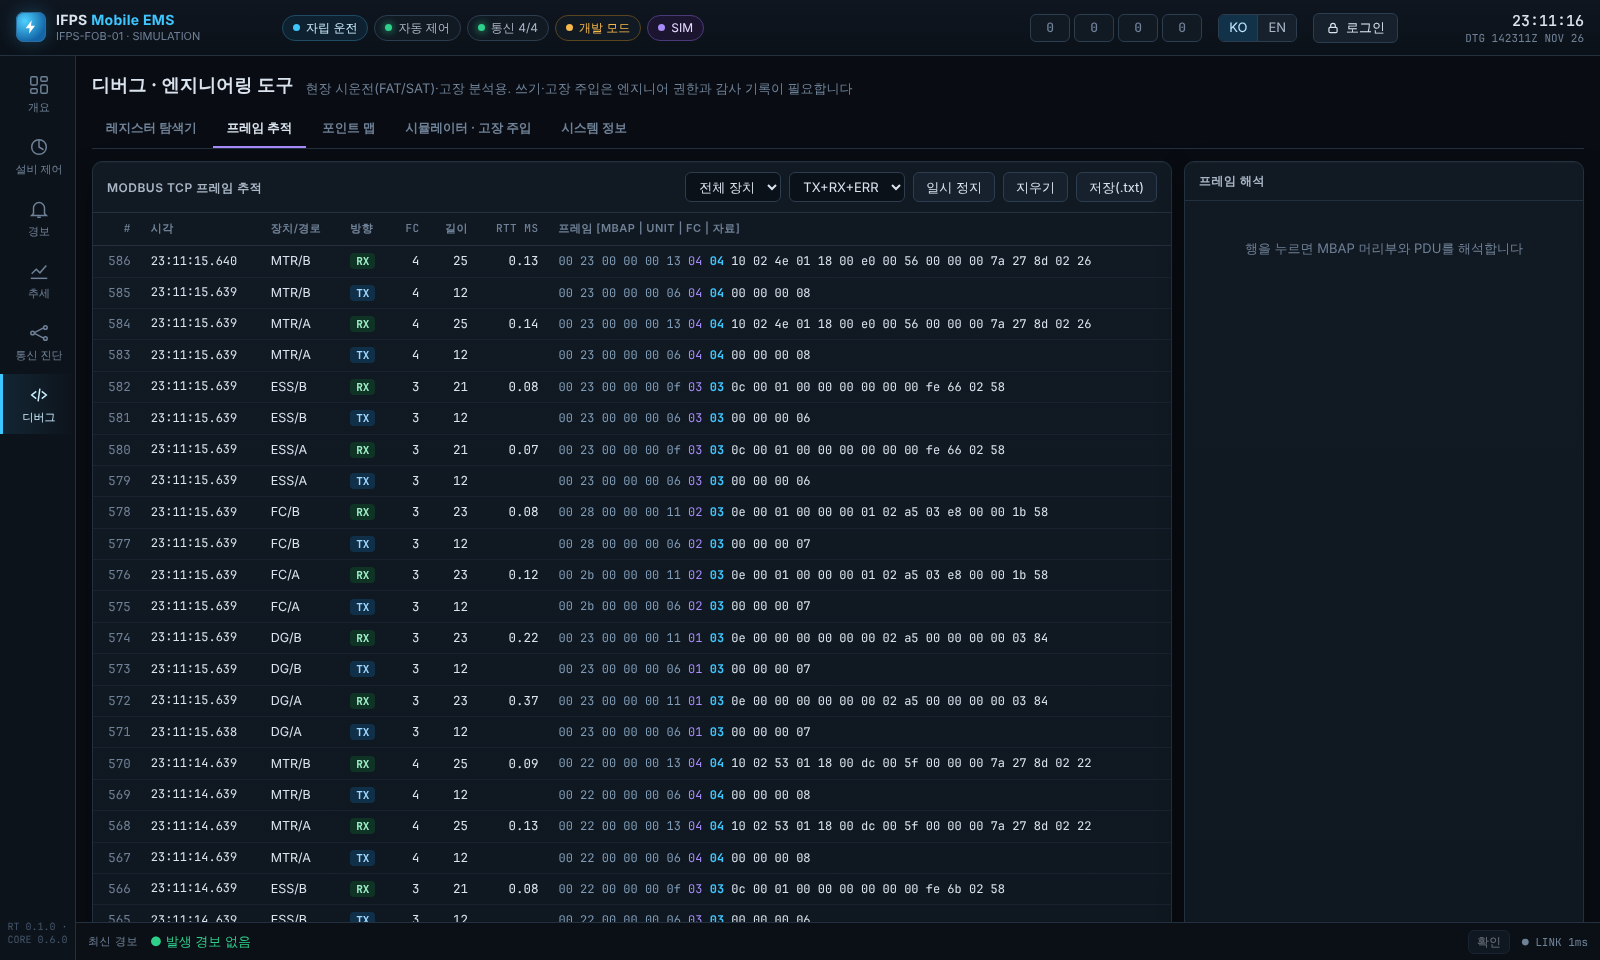 IFPS Mobile EMS
IFPS-FOB-01 · SIMULATION
자립 운전
자동 제어
통신 4/4
개발 모드
SIM
0 0 0 0
KO EN
로그인
23:11:16
DTG 142311Z NOV 26
개요
설비 제어
경보
추세
통신 진단
디버그
RT 0.1.0 ·
CORE 0.6.0
디버그 · 엔지니어링 도구
현장 시운전(FAT/SAT)·고장 분석용. 쓰기·고장 주입은 엔지니어 권한과 감사 기록이 필요합니다
레지스터 탐색기 프레임 추적 포인트 맵 시뮬레이터 · 고장 주입 시스템 정보
MODBUS TCP 프레임 추적
전체 장치
TX+RX+ERR
일시 정지
지우기
저장(.txt)
# 시각 장치/경로 방향 FC 길이 RTT MS 프레임 [MBAP | UNIT | FC | 자료]
586 23:11:15.640 MTR/B RX 4 25 0.13 00 23 00 00 00 13 04 04 10 02 4e 01 18 00 e0 00 56 00 00 00 7a 27 8d 02 26
585 23:11:15.639 MTR/B TX 4 12 00 23 00 00 00 06 04 04 00 00 00 08
584 23:11:15.639 MTR/A RX 4 25 0.14 00 23 00 00 00 13 04 04 10 02 4e 01 18 00 e0 00 56 00 00 00 7a 27 8d 02 26
583 23:11:15.639 MTR/A TX 4 12 00 23 00 00 00 06 04 04 00 00 00 08
582 23:11:15.639 ESS/B RX 3 21 0.08 00 23 00 00 00 0f 03 03 0c 00 01 00 00 00 00 00 00 fe 66 02 58
581 23:11:15.639 ESS/B TX 3 12 00 23 00 00 00 06 03 03 00 00 00 06
580 23:11:15.639 ESS/A RX 3 21 0.07 00 23 00 00 00 0f 03 03 0c 00 01 00 00 00 00 00 00 fe 66 02 58
579 23:11:15.639 ESS/A TX 3 12 00 23 00 00 00 06 03 03 00 00 00 06
578 23:11:15.639 FC/B RX 3 23 0.08 00 28 00 00 00 11 02 03 0e 00 01 00 00 00 01 02 a5 03 e8 00 00 1b 58
577 23:11:15.639 FC/B TX 3 12 00 28 00 00 00 06 02 03 00 00 00 07
576 23:11:15.639 FC/A RX 3 23 0.12 00 2b 00 00 00 11 02 03 0e 00 01 00 00 00 01 02 a5 03 e8 00 00 1b 58
575 23:11:15.639 FC/A TX 3 12 00 2b 00 00 00 06 02 03 00 00 00 07
574 23:11:15.639 DG/B RX 3 23 0.22 00 23 00 00 00 11 01 03 0e 00 00 00 00 00 00 02 a5 00 00 00 00 03 84
573 23:11:15.639 DG/B TX 3 12 00 23 00 00 00 06 01 03 00 00 00 07
572 23:11:15.639 DG/A RX 3 23 0.37 00 23 00 00 00 11 01 03 0e 00 00 00 00 00 00 02 a5 00 00 00 00 03 84
571 23:11:15.638 DG/A TX 3 12 00 23 00 00 00 06 01 03 00 00 00 07
570 23:11:14.639 MTR/B RX 4 25 0.09 00 22 00 00 00 13 04 04 10 02 53 01 18 00 dc 00 5f 00 00 00 7a 27 8d 02 22
569 23:11:14.639 MTR/B TX 4 12 00 22 00 00 00 06 04 04 00 00 00 08
568 23:11:14.639 MTR/A RX 4 25 0.13 00 22 00 00 00 13 04 04 10 02 53 01 18 00 dc 00 5f 00 00 00 7a 27 8d 02 22
567 23:11:14.639 MTR/A TX 4 12 00 22 00 00 00 06 04 04 00 00 00 08
566 23:11:14.639 ESS/B RX 3 21 0.08 00 22 00 00 00 0f 03 03 0c 00 01 00 00 00 00 00 00 fe 6b 02 58
565 23:11:14.639 ESS/B TX 3 12 00 22 00 00 00 06 03 03 00 00 00 06
프레임 해석
행을 누르면 MBAP 머리부와 PDU를 해석합니다
최신 경보
발생 경보 없음
확인
LINK 1ms